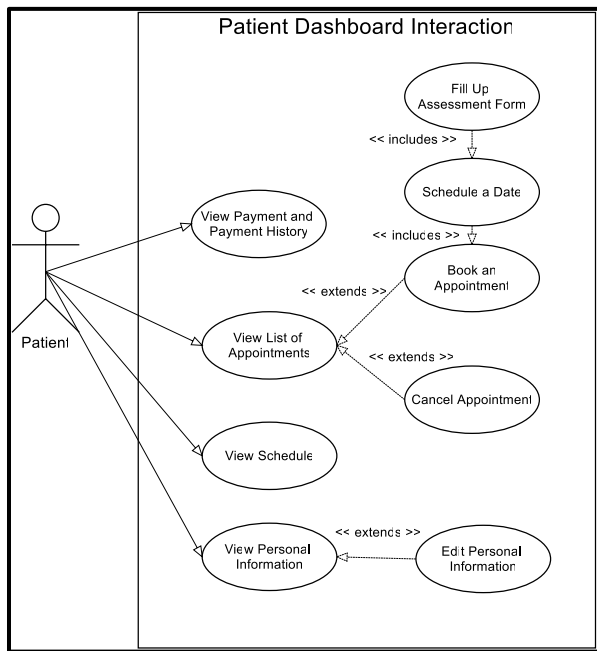 Patient Dashboard Interaction
Fill Up
Assessment Form
<< includes >>
Schedule a Date
<< includes >>
View Payment and
Payment History
Book an
Appointment
<< extends >>
View List of
Appointments
Patient
<< extends >>
Cancel Appointment
View Schedule
<< extends >>
View Personal
Information
Edit Personal
Information